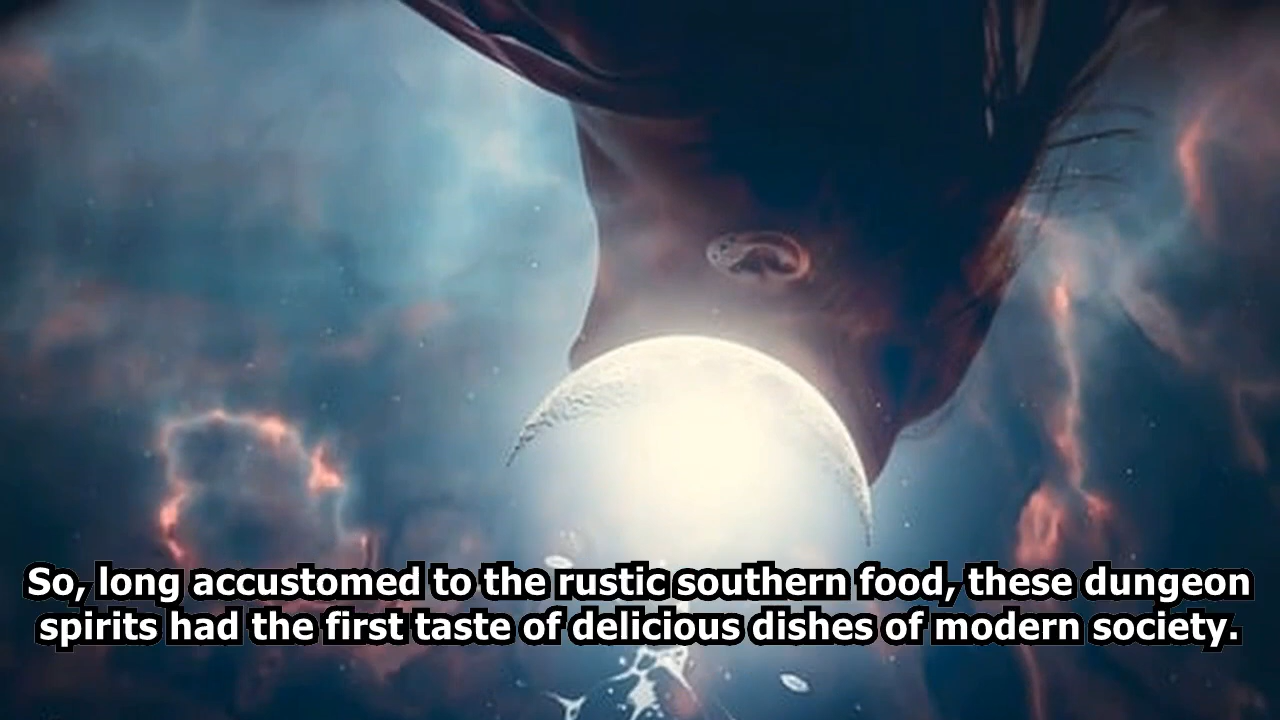 So, long accustomed to the rustic southern food, these dungeon
spirits had the first taste of delicious dishes of modern society.